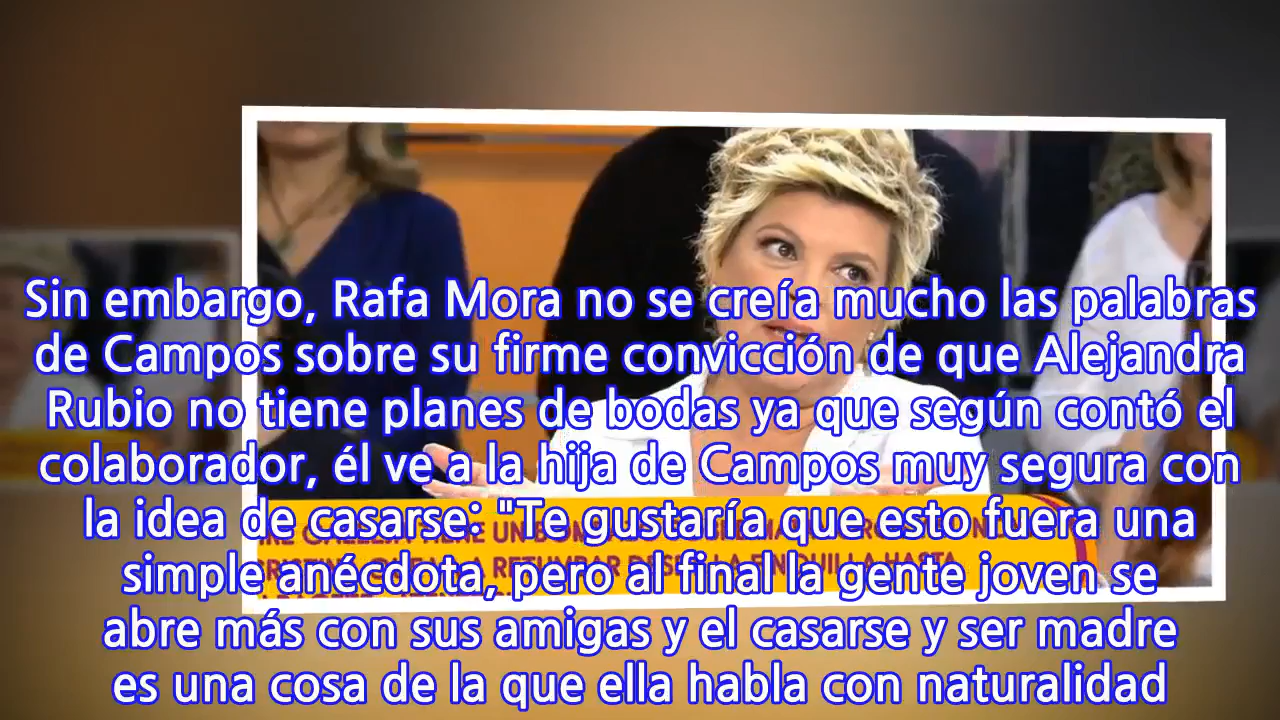 Sin embargo, Rafa Mora no se creía mucho las palabras
de Campos sobre su firme convicción de que Alejandra
Rubio no tiene planes de bodas ya que según contó el
colaborador, él ve a la hija de Campos muy segura con
la idea de casarse: "Te gustaría que esto fuera una
simple anécdota, pero al final la gente joven se
abre más con sus amigas y el casarse y ser madre
es una cosa de la que ella habla con naturalidad